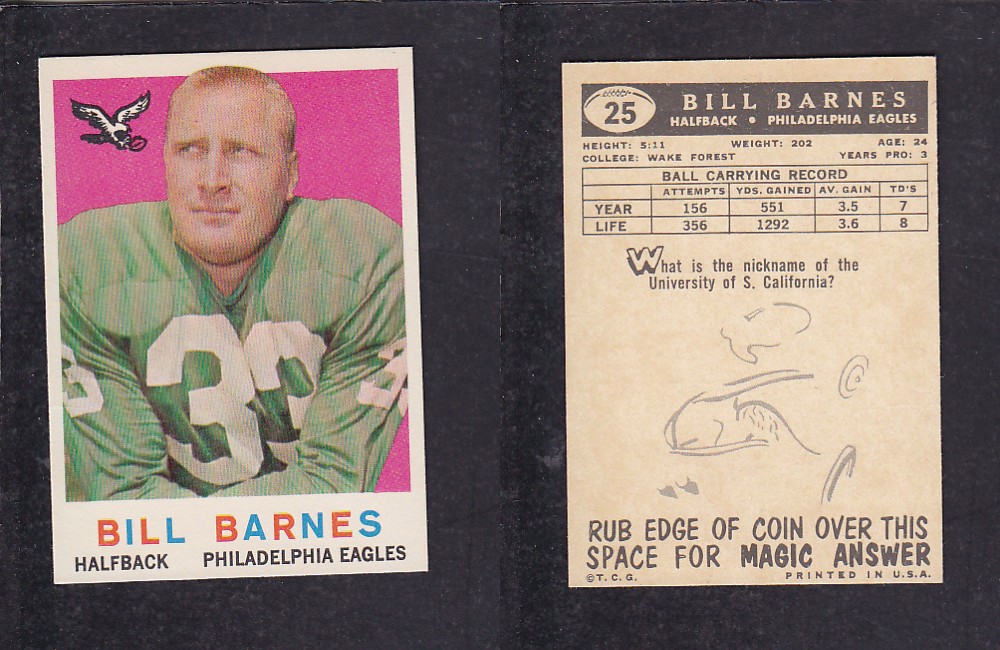 33
3
3
BILL BARNES
HALFBACK PHILADELPHIA EAGLES
25
BILL BARNES
HALFBACK • PHILADELPHIA EAGLES
HEIGHT: 5:11 WEIGHT: 202 AGE: 24
COLLEGE: WAKE FOREST YEARS PRO: 3
BALL CARRYING RECORD
ATTEMPTS YDS. GAINED AV. GAIN TD'S
YEAR 156 551 3.5 7
LIFE 356 1292 3.6 8
What is the nickname of the
University of S. California?
RUB EDGE OF COIN OVER THIS
SPACE FOR MAGIC ANSWER
©T.C.G. PRINTED IN U.S.A.